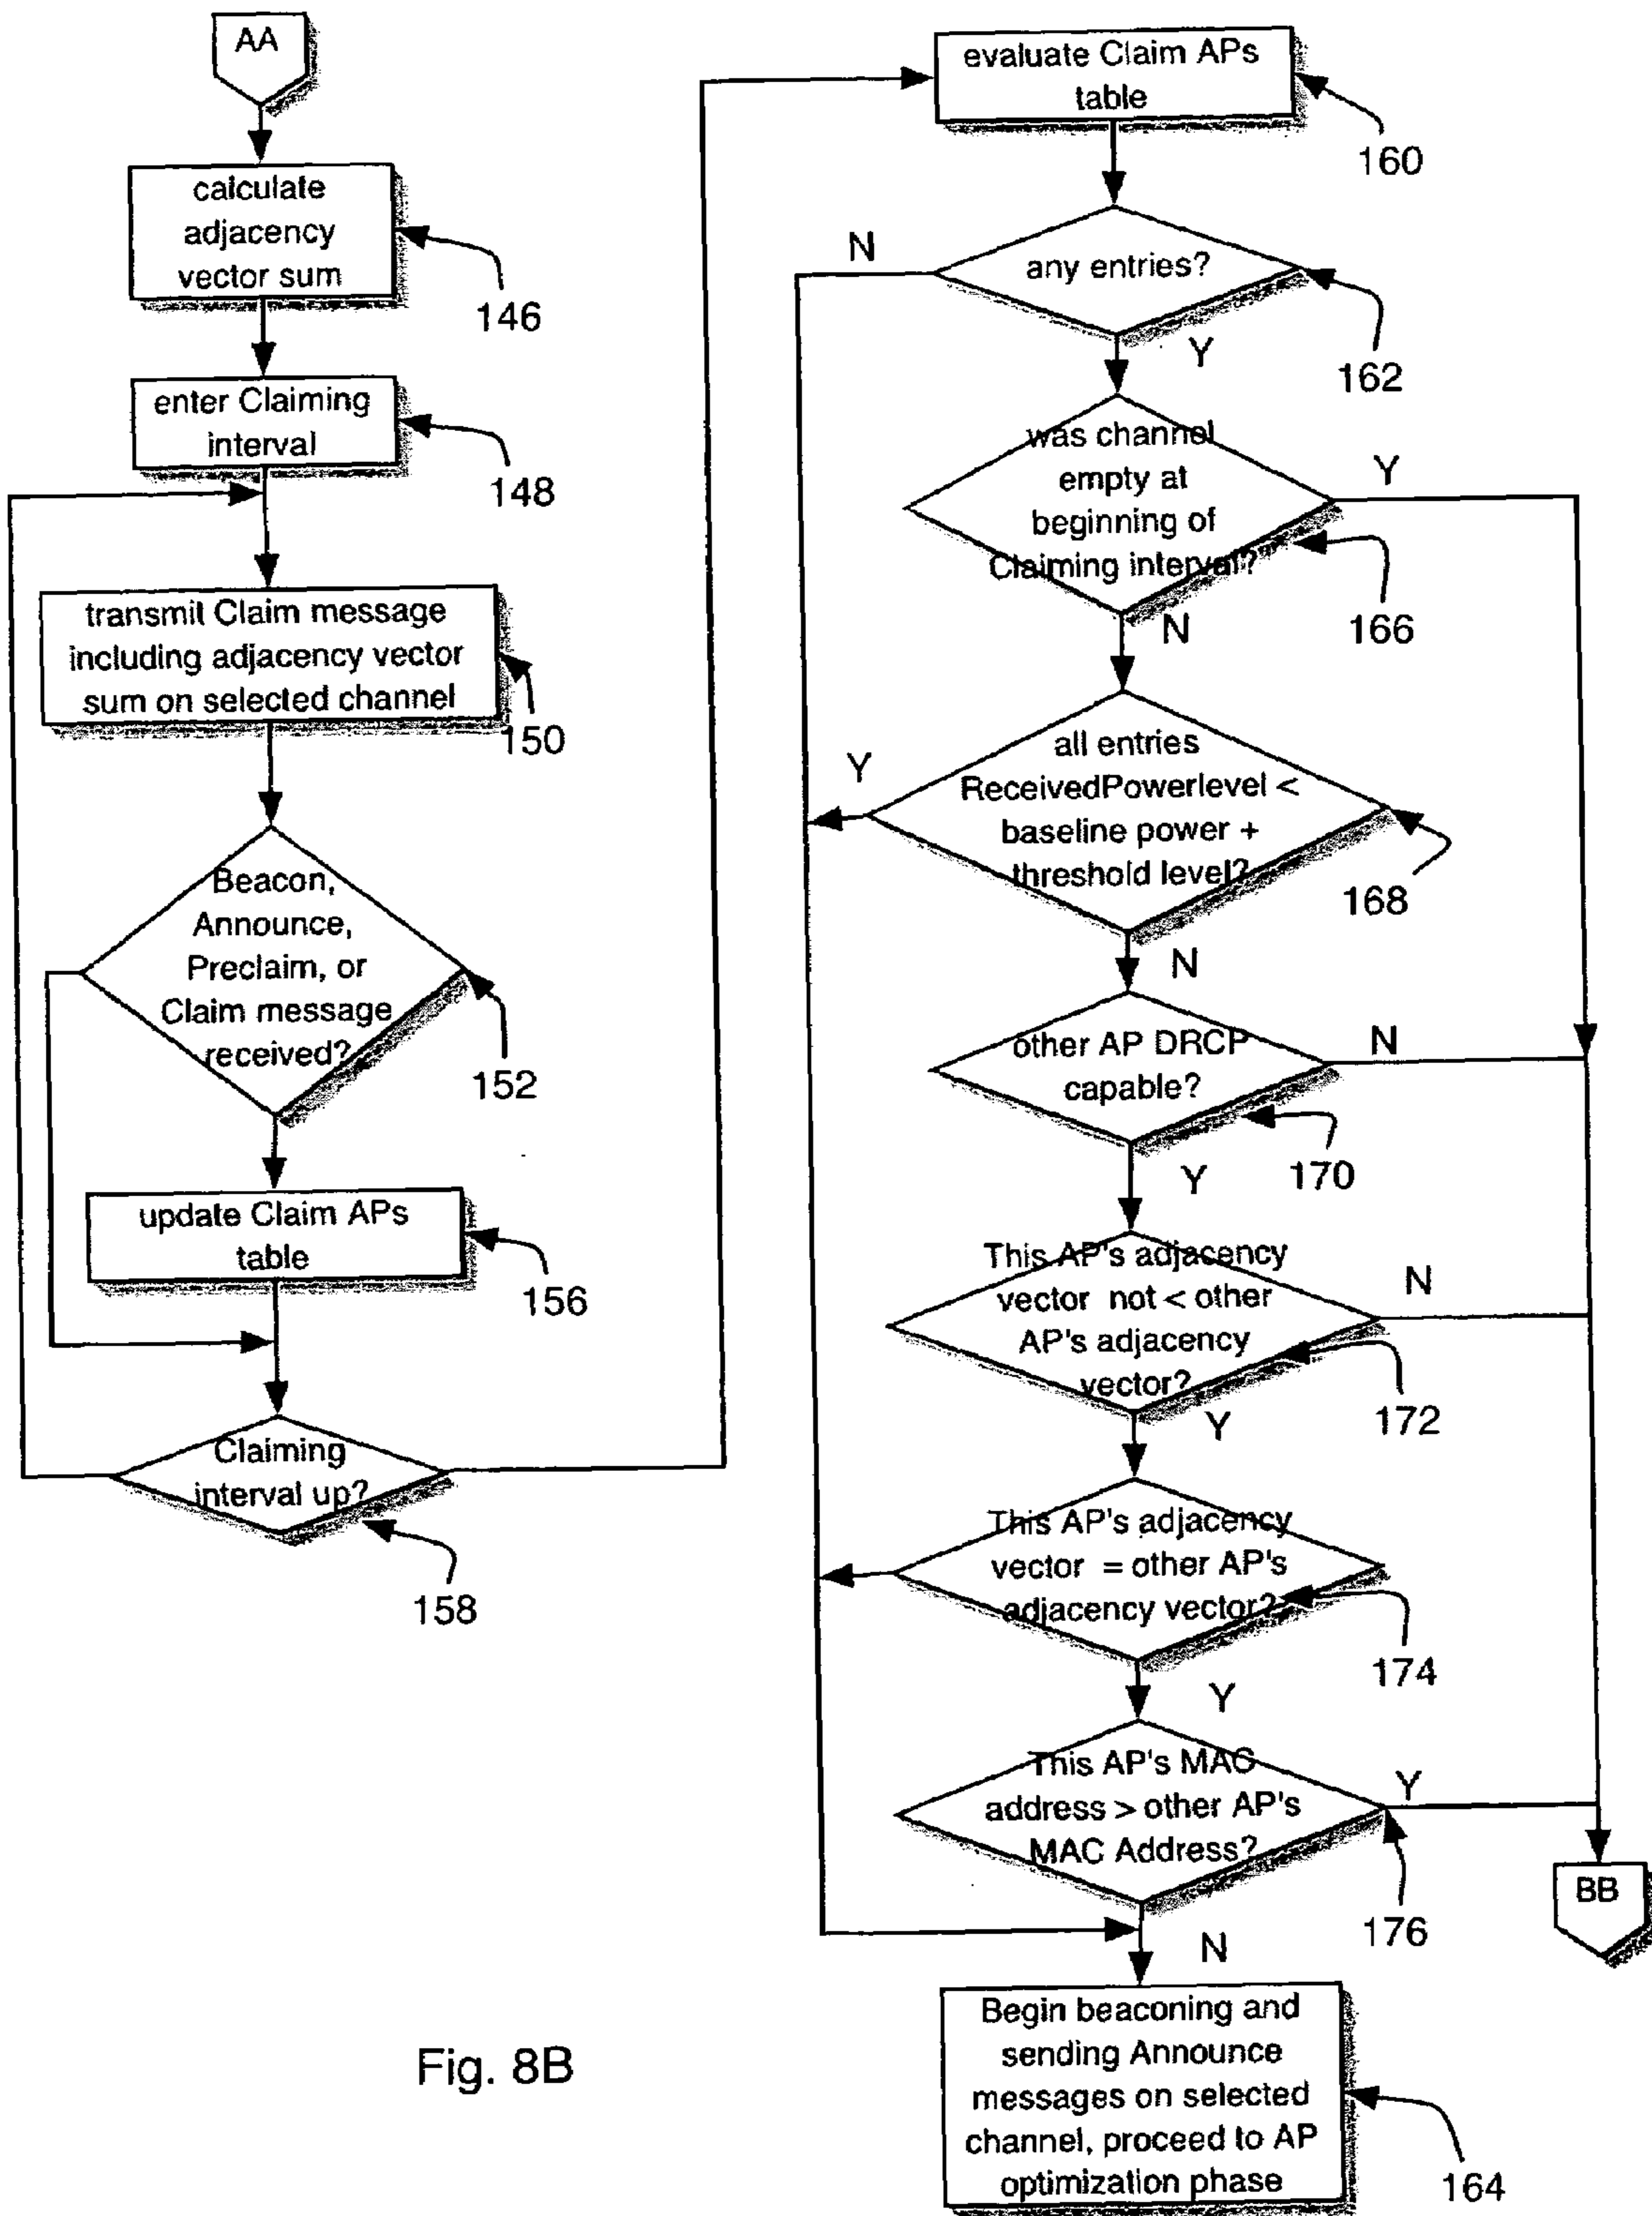 AA
calculate
adjacency
vector sum
146
enter Claiming
interval
148
transmit Claim message
including adjacency vector
sum on selected channel
150
Beacon,
Announce,
Preclaim, or
Claim message
received?
152
update Claim APs
table
156
Claiming
interval up?
158
evaluate Claim APs
table
160
any entries?
N
Y
162
was channel
empty at
beginning of
Claiming interval?
Y
N
166
all entries
ReceivedPowerlevel <
baseline power +
threshold level?
Y
N
168
other AP DRCP
capable?
N
Y
170
This AP's adjacency
vector not < other
AP's adjacency
vector?
N
Y
172
This AP's adjacency
vector = other AP's
adjacency vector?
Y
174
This AP's MAC
address > other AP's
MAC Address?
Y
N
176
BB
Begin beaconing and
sending Announce
messages on selected
channel, proceed to AP
optimization phase
164
Fig. 8B